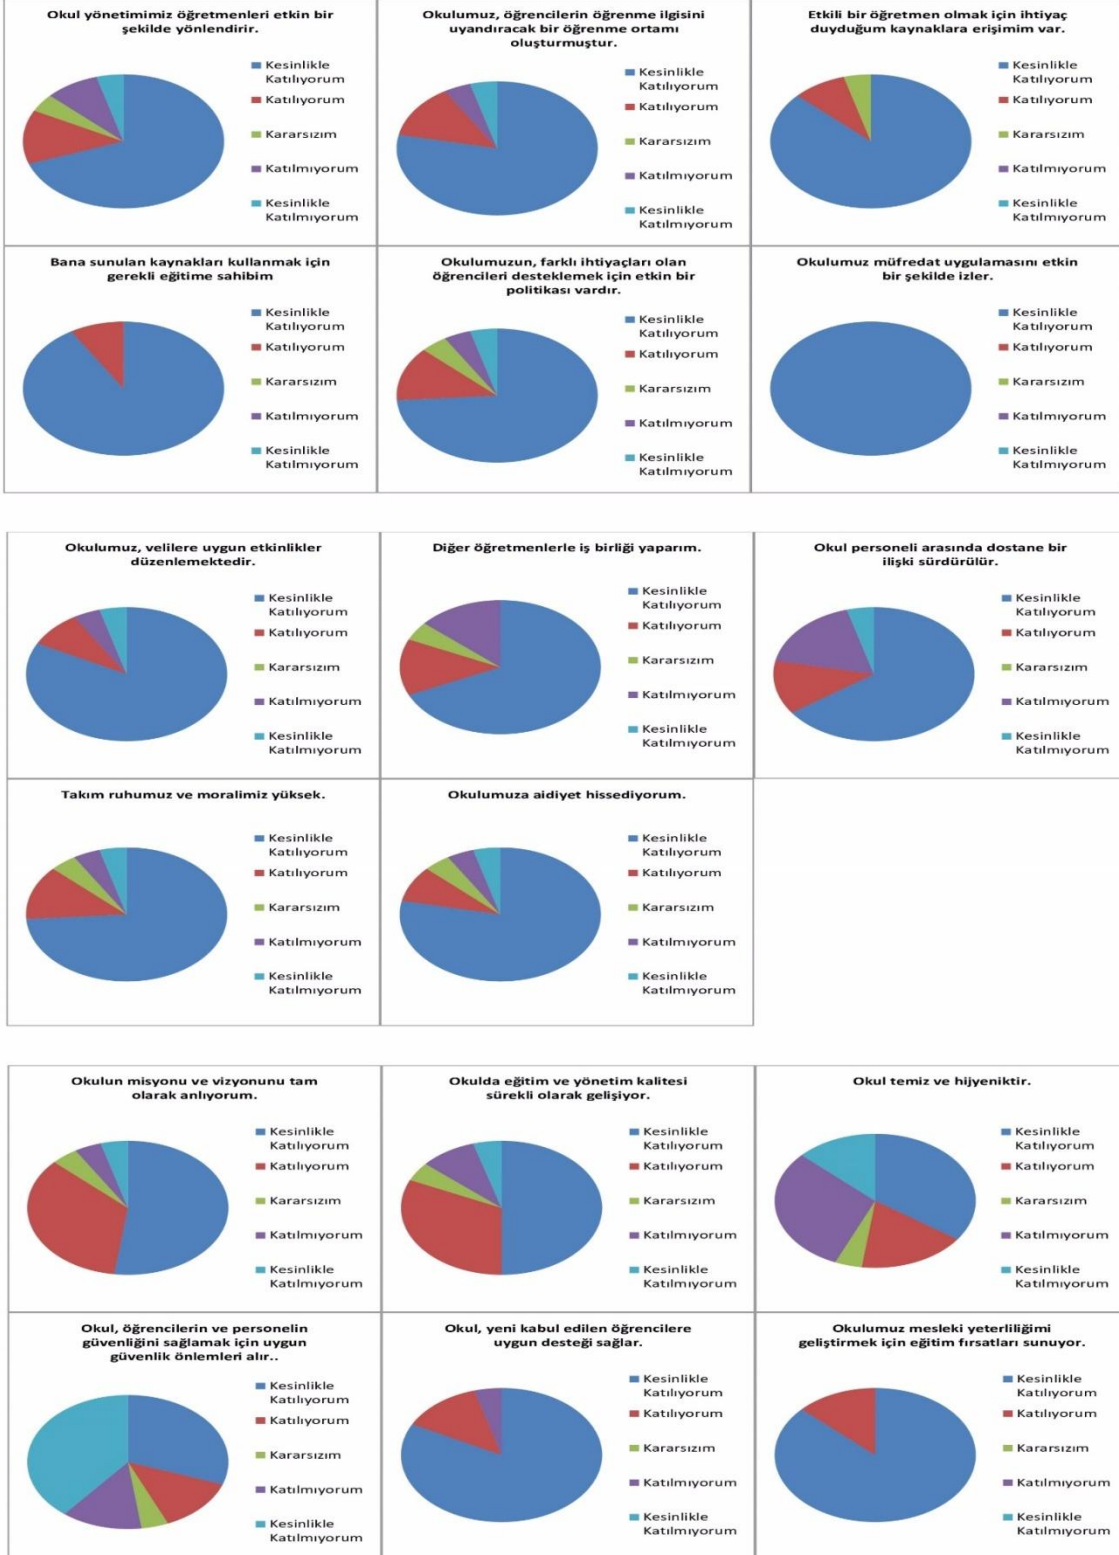 Okul yönetimimiz öğretmenleri etkin bir
şekilde yönlendirir.
Kesinlikle
Katılıyorum
Katılıyorum
Kararsızım
Katılmıyorum
Kesinlikle
Katılmıyorum
Okulumuz, öğrencilerin öğrenme ilgisini
uyandıracak bir öğrenme ortamı
oluşturmuştur.
Kesinlikle
Katılıyorum
Katılıyorum
Kararsızım
Katılmıyorum
Kesinlikle
Katılmıyorum
Etkili bir öğretmen olmak için ihtiyaç
duyduğum kaynaklara erişimim var.
Kesinlikle
Katılıyorum
Katılıyorum
Kararsızım
Katılmıyorum
Kesinlikle
Katılmıyorum
Bana sunulan kaynakları kullanmak için
gerekli eğitime sahibim
Kesinlikle
Katılıyorum
Katılıyorum
Kararsızım
Katılmıyorum
Kesinlikle
Katılmıyorum
Okulumuzun, farklı ihtiyaçları olan
öğrencileri desteklemek için etkin bir
politikası vardır.
Kesinlikle
Katılıyorum
Katılıyorum
Kararsızım
Katılmıyorum
Kesinlikle
Katılmıyorum
Okulumuz müfredat uygulamasını etkin
bir şekilde izler.
Kesinlikle
Katılıyorum
Katılıyorum
Kararsızım
Katılmıyorum
Kesinlikle
Katılmıyorum
Okulumuz, velilere uygun etkinlikler
düzenlemektedir.
Kesinlikle
Katılıyorum
Katılıyorum
Kararsızım
Katılmıyorum
Kesinlikle
Katılmıyorum
Diğer öğretmenlerle iş birliği yaparım.
Kesinlikle
Katılıyorum
Katılıyorum
Kararsızım
Katılmıyorum
Kesinlikle
Katılmıyorum
Okul personeli arasında dostane bir
ilişki sürdürülür.
Kesinlikle
Katılıyorum
Katılıyorum
Kararsızım
Katılmıyorum
Kesinlikle
Katılmıyorum
Takım ruhumuz ve moralimiz yüksek.
Kesinlikle
Katılıyorum
Katılıyorum
Kararsızım
Katılmıyorum
Kesinlikle
Katılmıyorum
Okulumuza aidiyet hissediyorum.
Kesinlikle
Katılıyorum
Katılıyorum
Kararsızım
Katılmıyorum
Kesinlikle
Katılmıyorum
Okulun misyonu ve vizyonunu tam
olarak anlıyorum.
Kesinlikle
Katılıyorum
Katılıyorum
Kararsızım
Katılmıyorum
Kesinlikle
Katılmıyorum
Okulda eğitim ve yönetim kalitesi
sürekli olarak gelişiyor.
Kesinlikle
Katılıyorum
Katılıyorum
Kararsızım
Katılmıyorum
Kesinlikle
Katılmıyorum
Okul temiz ve hijyeniktir.
Kesinlikle
Katılıyorum
Katılıyorum
Kararsızım
Katılmıyorum
Kesinlikle
Katılmıyorum
Okul, öğrencilerin ve personelin
güvenliğini sağlamak için uygun
güvenlik önlemleri alır..
Kesinlikle
Katılıyorum
Katılıyorum
Kararsızım
Katılmıyorum
Kesinlikle
Katılmıyorum
Okul, yeni kabul edilen öğrencilere
uygun desteği sağlar.
Kesinlikle
Katılıyorum
Katılıyorum
Kararsızım
Katılmıyorum
Kesinlikle
Katılmıyorum
Okulumuz mesleki yeterliliğimi
geliştirmek için eğitim fırsatları sunuyor.
Kesinlikle
Katılıyorum
Katılıyorum
Kararsızım
Katılmıyorum
Kesinlikle
Katılmıyorum